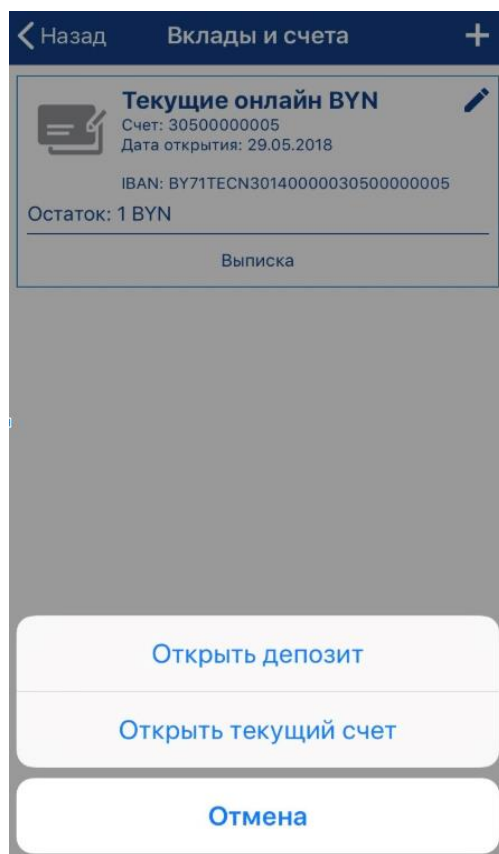 Назад Вклады и счета +
Текущие онлайн BYN
Счет: 30500000005
Дата открытия: 29.05.2018
IBAN: BY71TECN30140000030500000005
Остаток: 1 BYN
Выписка
Открыть депозит
Открыть текущий счет
Отмена